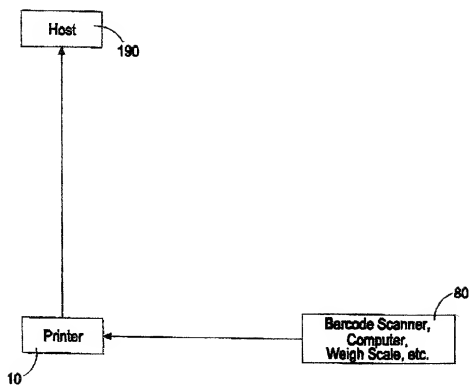 Host
190
80
Barcode Scanner,
Computer,
Weigh Scale, etc.
Printer
10